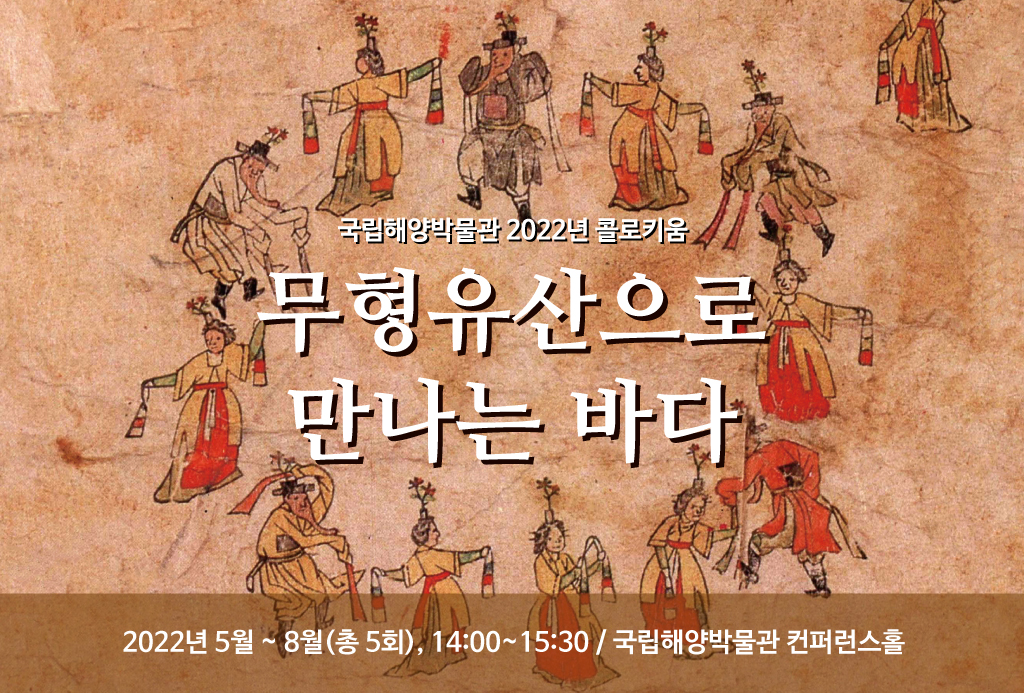 국립해양박물관 2022년 콜로키움
무형유산으로
만나는 바다
2022년 5월 ~ 8월(총 5회), 14:00~15:30 / 국립해양박물관 컨퍼런스홀